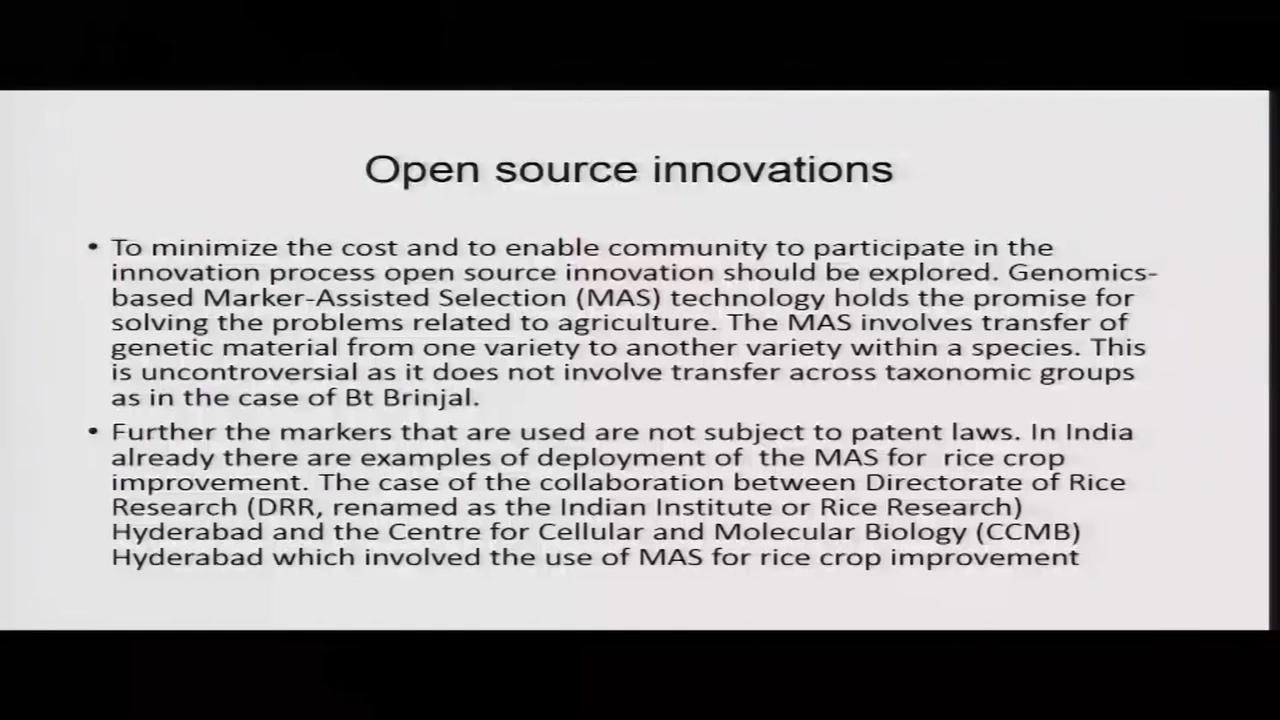 Open source innovations
• To minimize the cost and to enable community to participate in the
innovation process open source innovation should be explored. Genomics-
based Marker-Assisted Selection (MAS) technology holds the promise for
solving the problems related to agriculture. The MAS involves transfer of
genetic material from one variety to another variety within a species. This
is uncontroversial as it does not involve transfer across taxonomic groups
as in the case of Bt Brinjal.
• Further the markers that are used are not subject to patent laws. In India
already there are examples of deployment of the MAS for rice crop
improvement. The case of the collaboration between Directorate of Rice
Research (DRR, renamed as the Indian Institute or Rice Research)
Hyderabad and the Centre for Cellular and Molecular Biology (CCMB)
Hyderabad which involved the use of MAS for rice crop improvement